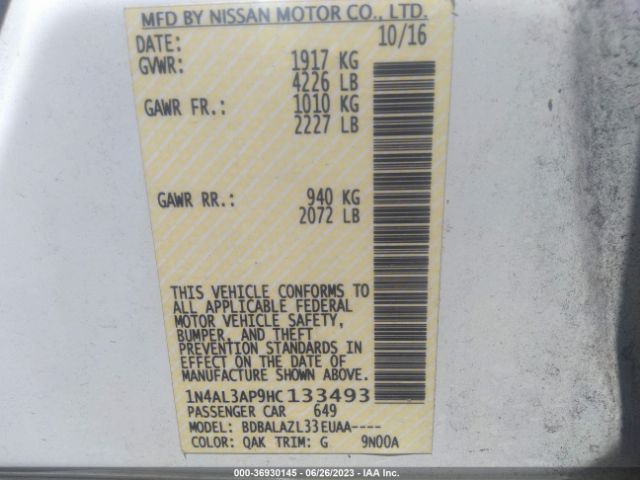 MFD BY NISSAN MOTOR CO., LTD.
DATE: 10/16
GVWR: 1917 KG
4226 LB
GAWR FR.: 1010 KG
2227 LB
GAWR RR.: 940 KG
2072 LB
THIS VEHICLE CONFORMS TO
ALL APPLICABLE FEDERAL
MOTOR VEHICLE SAFETY,
BUMPER, AND THEFT
PREVENTION STANDARDS IN
EFFECT ON THE DATE OF
MANUFACTURE SHOWN ABOVE.
1N4AL3AP9HC133493
PASSENGER CAR 649
MODEL: BDBALAZL33EUAA----
COLOR: QAK TRIM: G 9N00A
000-36930145 - 06/26/2023 - IAA Inc.